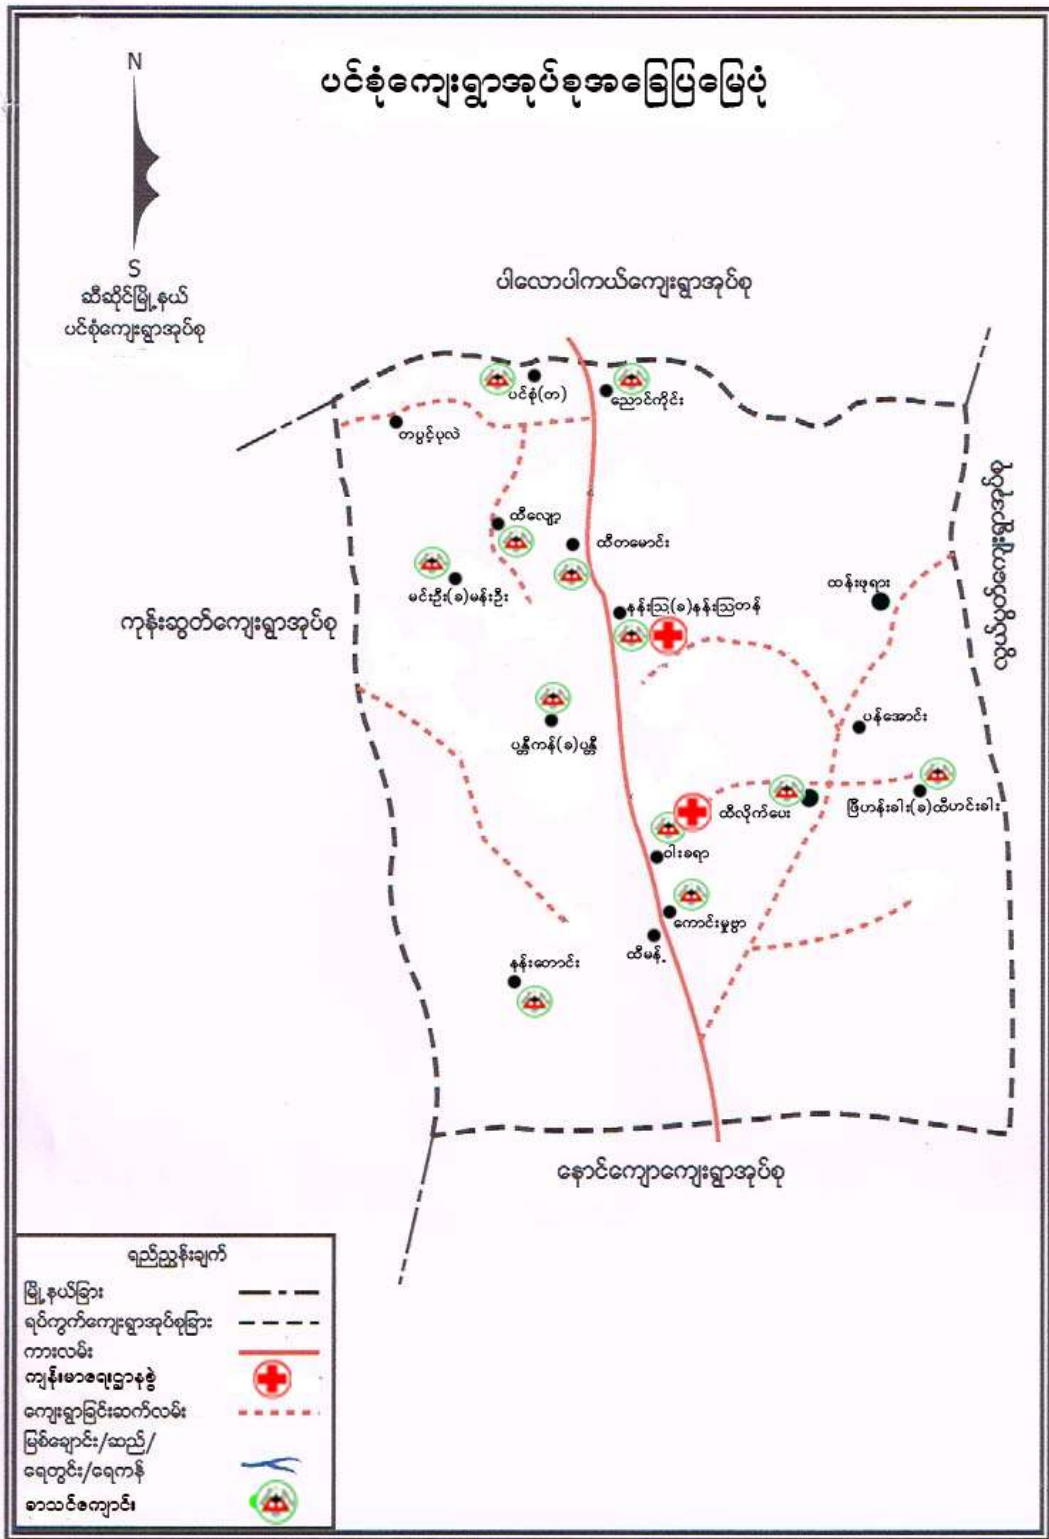 ပင်စုံကျေးရွာအုပ်စုအခြေပြမြေပုံ
N
S
ဆီဆိုင်မြို့နယ်
ပင်စုံကျေးရွာအုပ်စု
ပါလောပါကယ်ကျေးရွာအုပ်စု
ပင်စုံ(တ)
ညောင်ကိုင်း
တပွင့်ပုလဲ
ထီလျော့
ထီတမောင်း
မင်းဦး(ခ)မန်းဦး
ထန်းဖုရား
နန်းဩ(ခ)နန်းဩတန်
ကုန်းဆွတ်ကျေးရွာအုပ်စု
ပန်အောင်း
ပန္တီကန်(ခ)ပန္တီ
ထီလိုက်ပေး
ဖြီဟန်းခါး(ခ)ထီဟင်းခါး
ဝါးခရာ
ကောင်းမှုဗွာ
ထီမန့်
နန်းတောင်း
နောင်ကျောကျေးရွာအုပ်စု
ရည်ညွှန်းချက်
မြို့နယ်ခြား
ရပ်ကွက်ကျေးရွာအုပ်စုခြား
ကားလမ်း
ကျန်းမာရေးဌာနခွဲ
ကျေးရွာခြင်းဆက်လမ်း
မြစ်ချောင်း/ဆည်/
ရေတွင်း/ရေကန်
စာသင်ကျောင်း